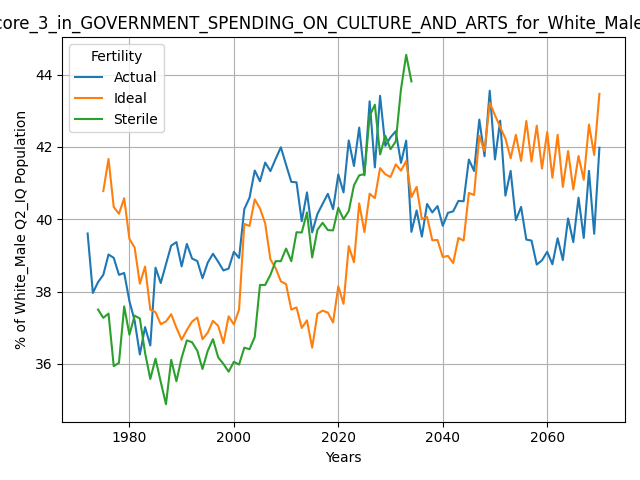 core_3_in_GOVERNMENT_SPENDING_ON_CULTURE_AND_ARTS_for_White_Male
Fertility
Actual
Ideal
Sterile
% of White_Male Q2_IQ Population
44
42
40
38
36
1980
2000
2020
2040
2060
Years